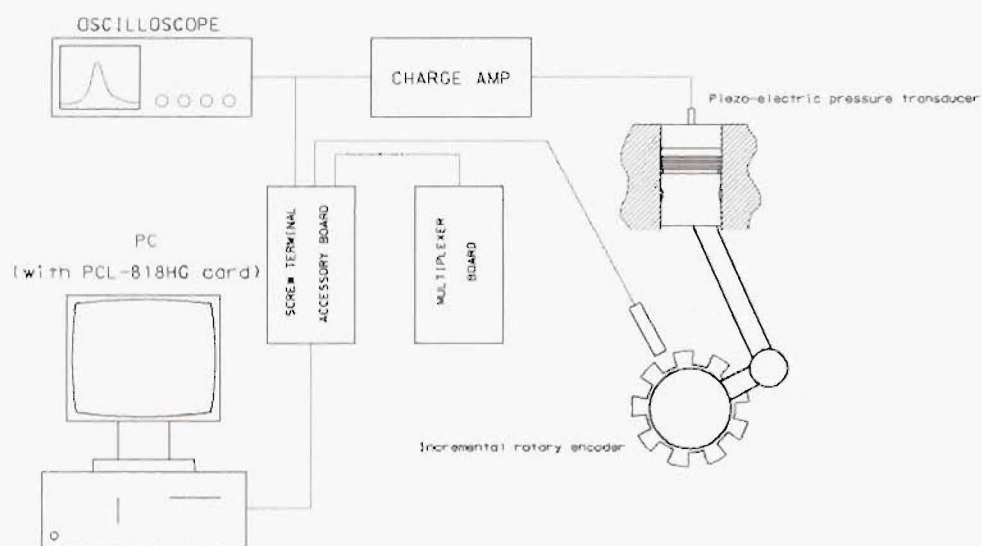 OSCILLOSCOPE
CHARGE AMP
Piezo-electric pressure transducer
SCREW TERMINAL
ACCESSORY BOARD
MULTIPLEXER
BOARD
PC
(with PCL-818HG card)
Incremental rotary encoder